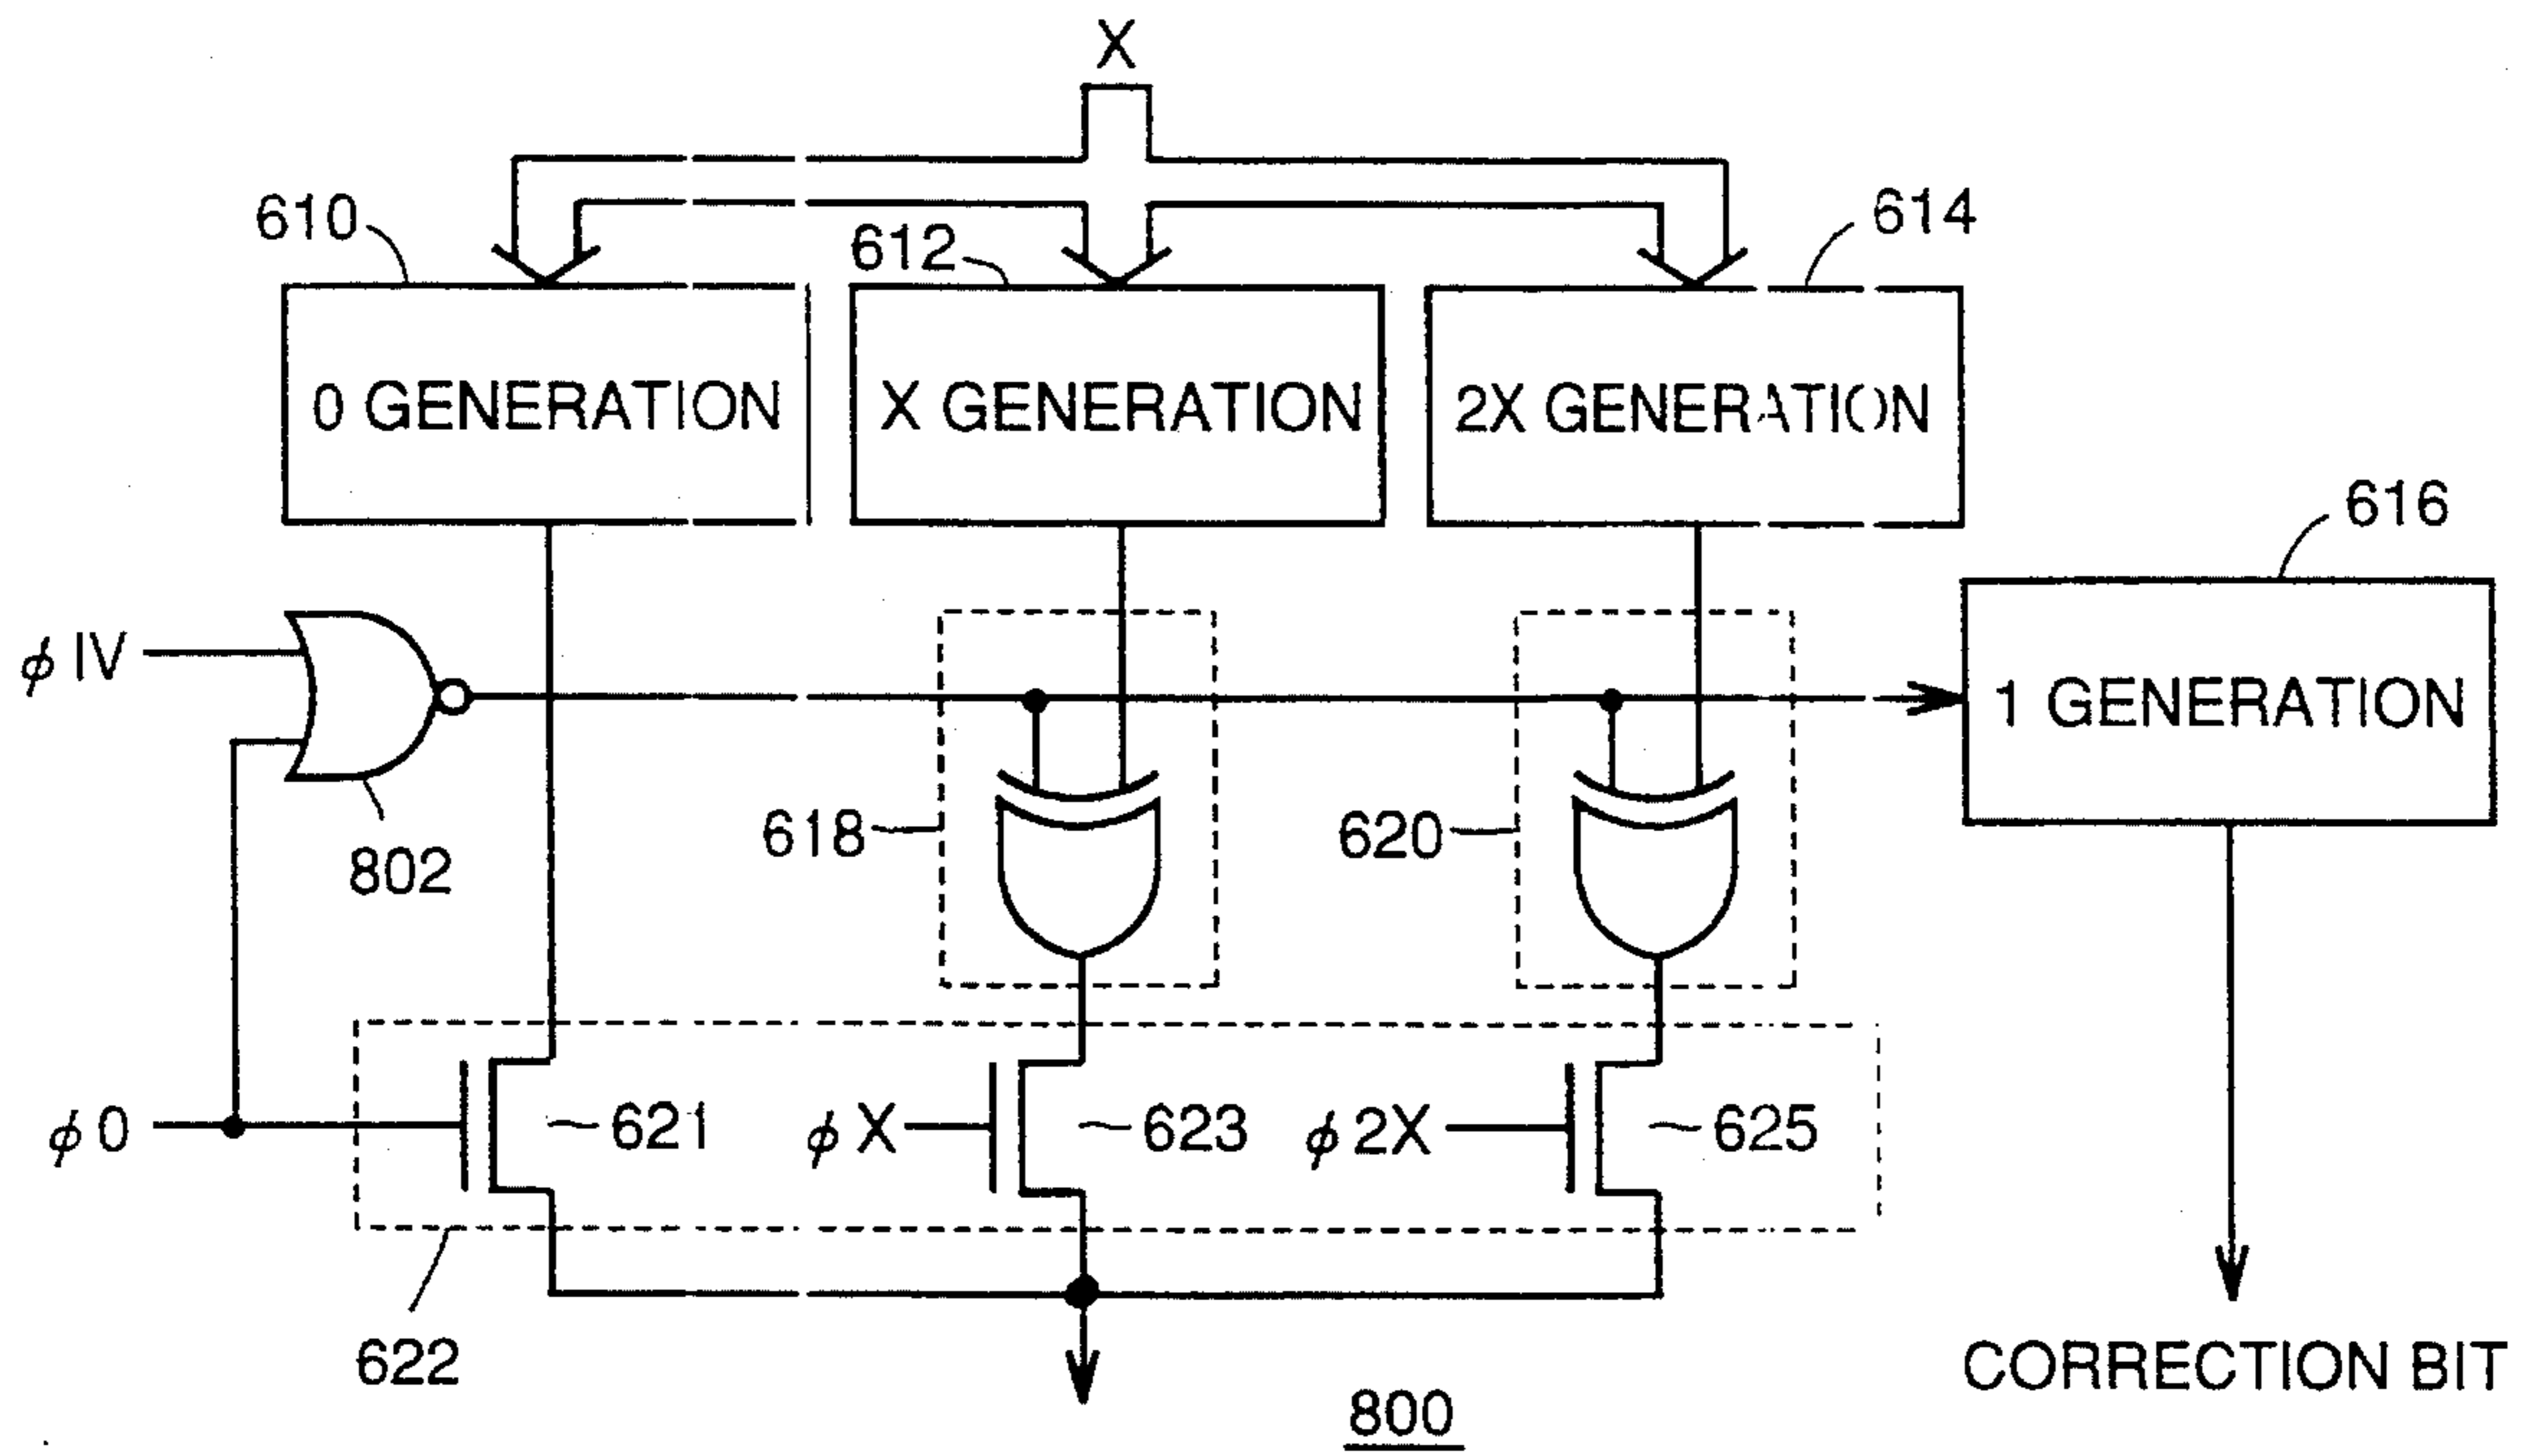 X
610
612
614
0 GENERATION
X GENERATION
2X GENERATION
616
ϕ IV
1 GENERATION
802
618
620
ϕ 0
621
ϕ X
623
ϕ 2X
625
622
CORRECTION BIT
800